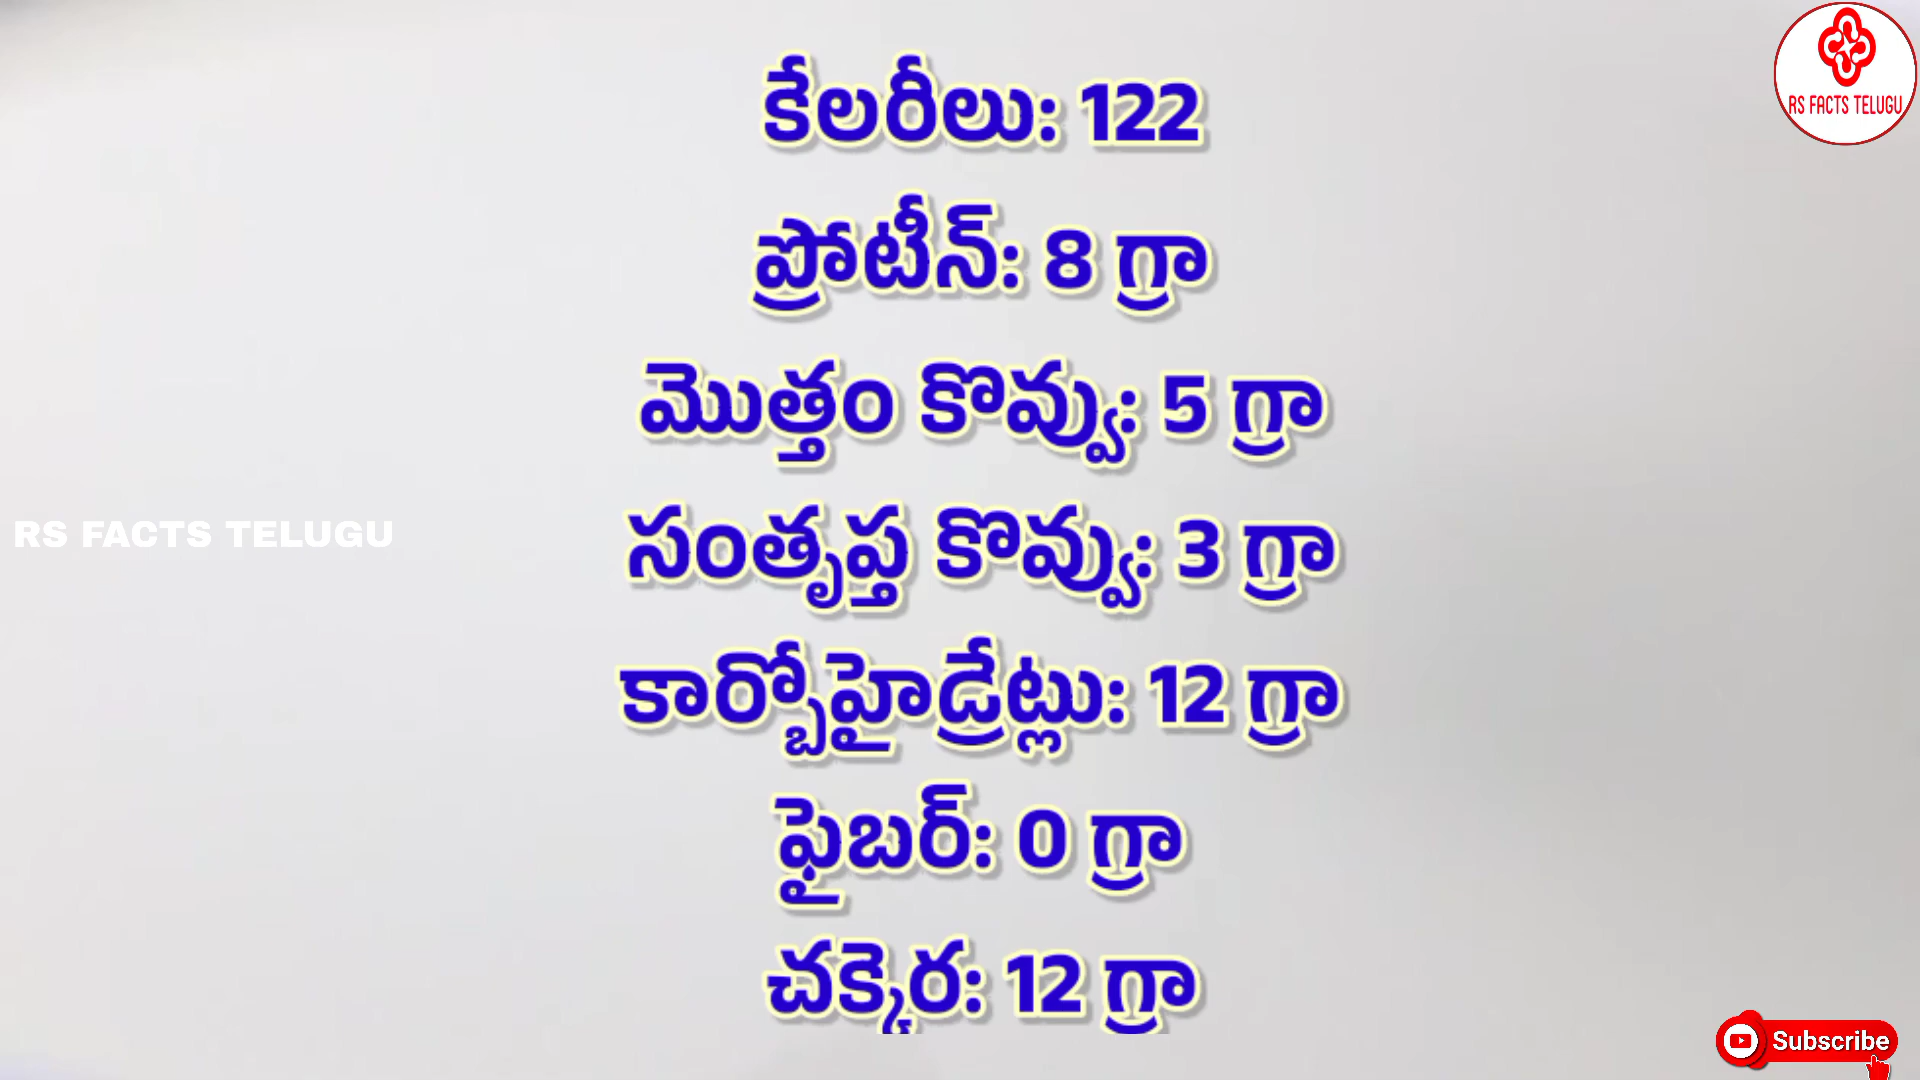 కేలరీలు: 122
RS FACTS TELUGU
ప్రోటీన్: 8 గ్రా
మొత్తం కొవ్వు: 5 గ్రా
RS FACTS TELUGU
సంతృప్త కొవ్వు: 3 గ్రా
కార్బోహైడ్రేట్లు: 12 గ్రా
ఫైబర్: 0 గ్రా
చక్కెర: 12 గ్రా
Subscribe